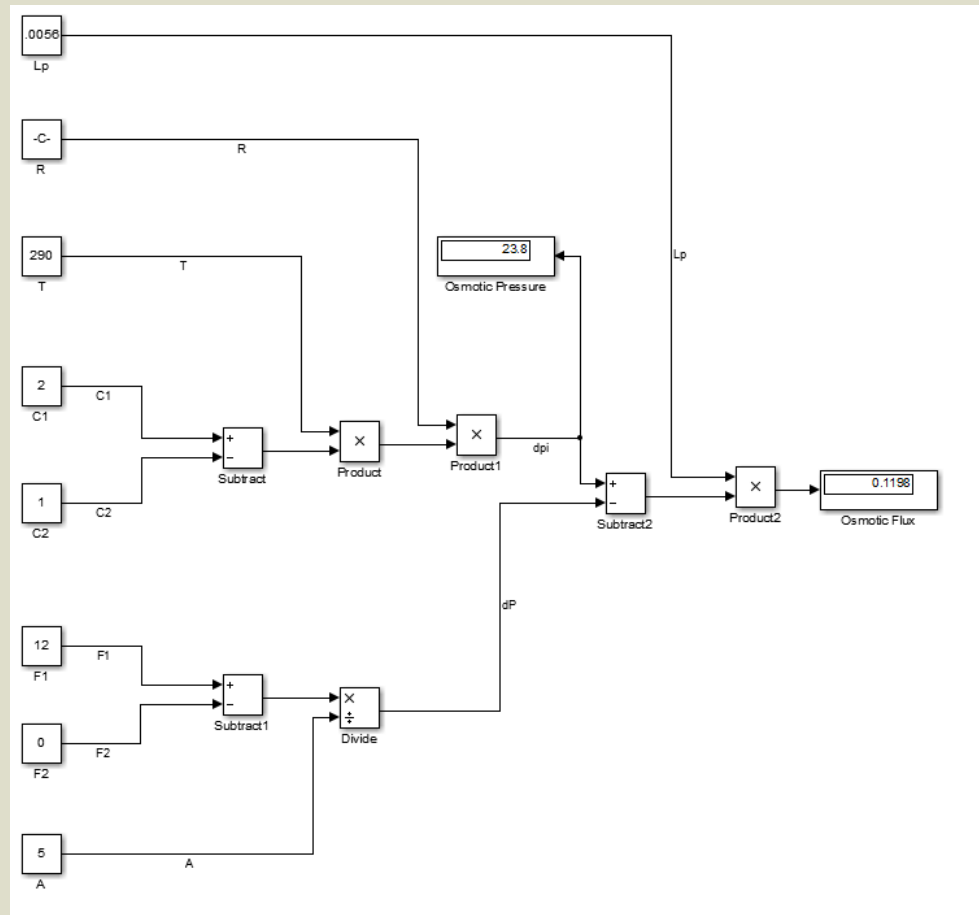 .0056
Lp
-C-
R
R
290
T
T
23.8
Osmotic Pressure
Lp
2
C1
C1
+
−
Subtract
×
Product
×
Product1
dpi
1
C2
C2
+
−
Subtract2
×
Product2
0.1198
Osmotic Flux
dP
12
F1
F1
+
−
Subtract1
×
÷
Divide
0
F2
F2
5
A
A